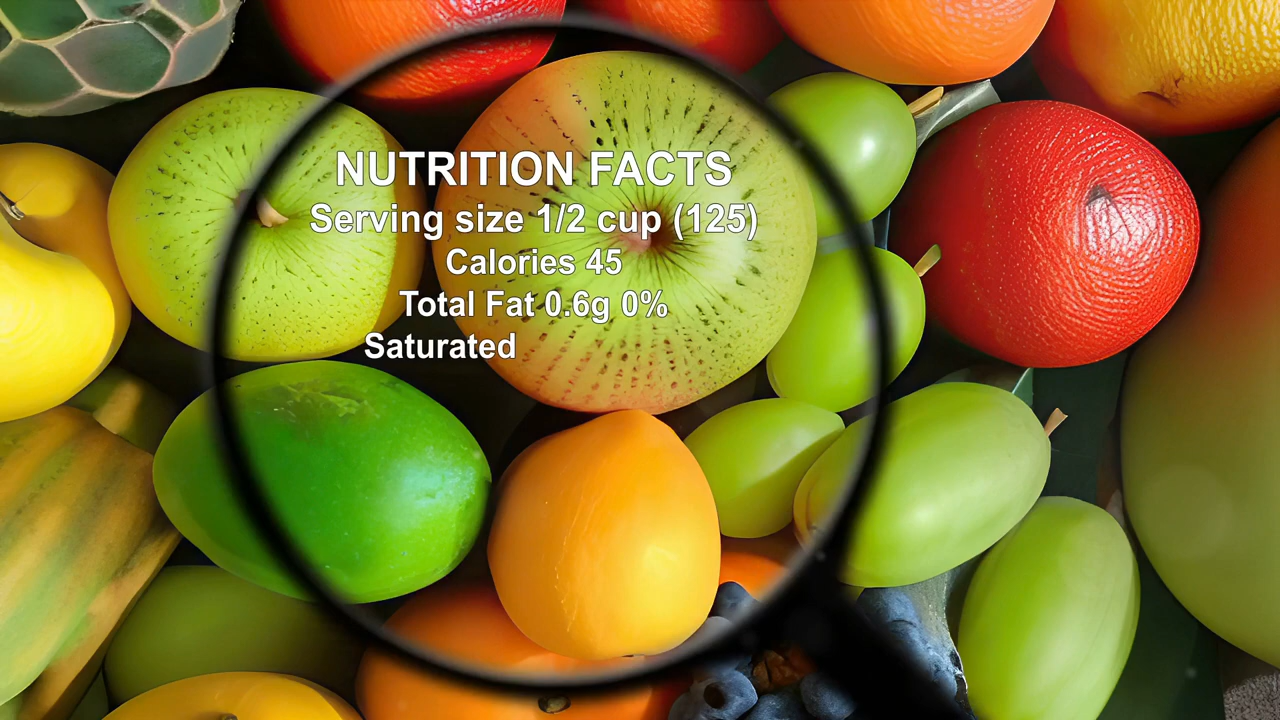 NUTRITION FACTS
Serving size 1/2 cup (125)
Calories 45
Total Fat 0.6g 0%
Saturated